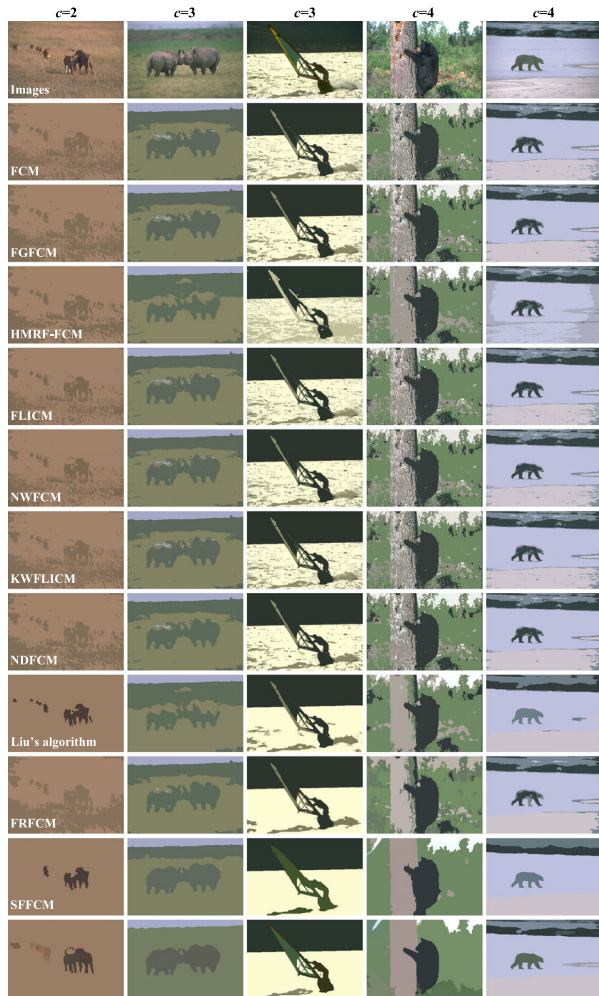 c=2 c=3 c=3 c=4 c=4
Images
FCM
FGFCM
HMRF-FCM
FLICM
NWFCM
KWFLICM
NDFCM
Liu's algorithm
FRFCM
SFFCM